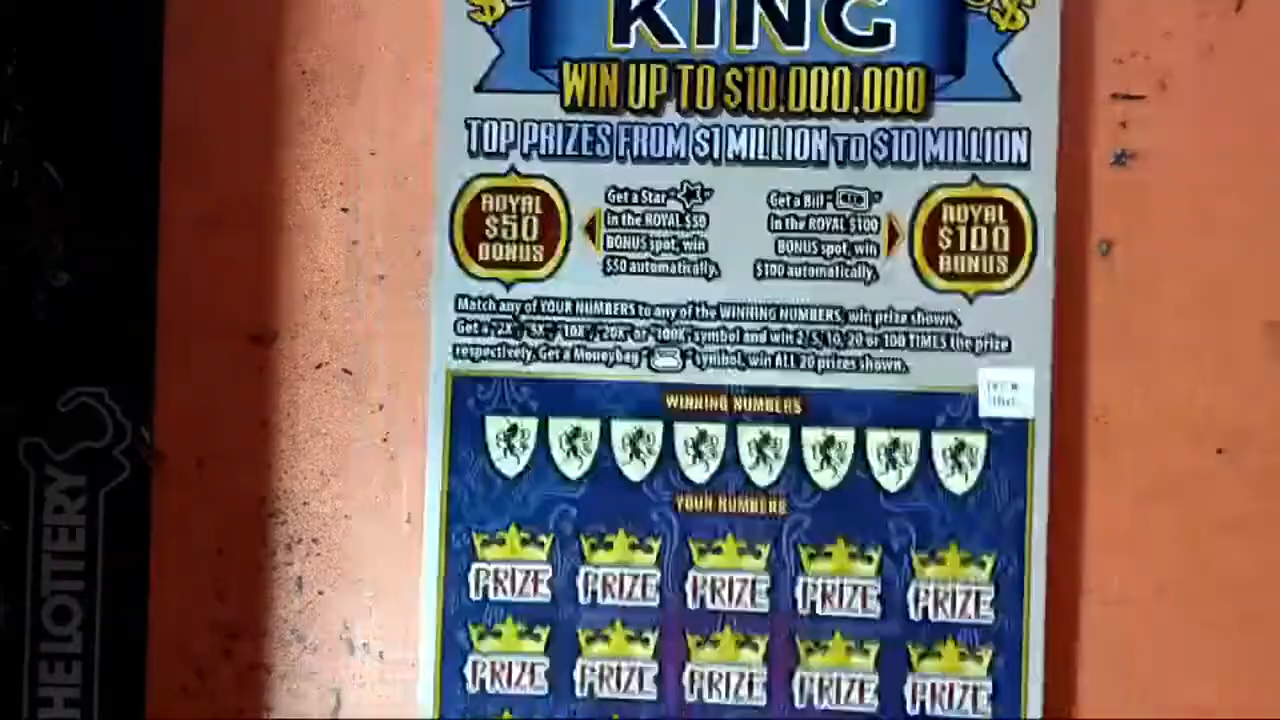 KING
WIN UP TO $10,000,000
TOP PRIZES FROM $1 MILLION TO $10 MILLION
ROYAL
$50
BONUS
Get a Star " "
in the ROYAL $50
BONUS spot, win
$50 automatically.
Get a Bill " "
in the ROYAL $100
BONUS spot, win
$100 automatically.
ROYAL
$100
BONUS
Match any of YOUR NUMBERS to any of the WINNING NUMBERS, win prize shown.
Get a "2X", "5X", "10X", "20X" or "100X" symbol and win 2, 5, 10, 20 or 100 TIMES the prize
respectively. Get a Moneybag " " symbol, win ALL 20 prizes shown.
WINNING NUMBERS
YOUR NUMBERS
PRIZE PRIZE PRIZE PRIZE PRIZE
PRIZE PRIZE PRIZE PRIZE PRIZE
HE LOTTERY